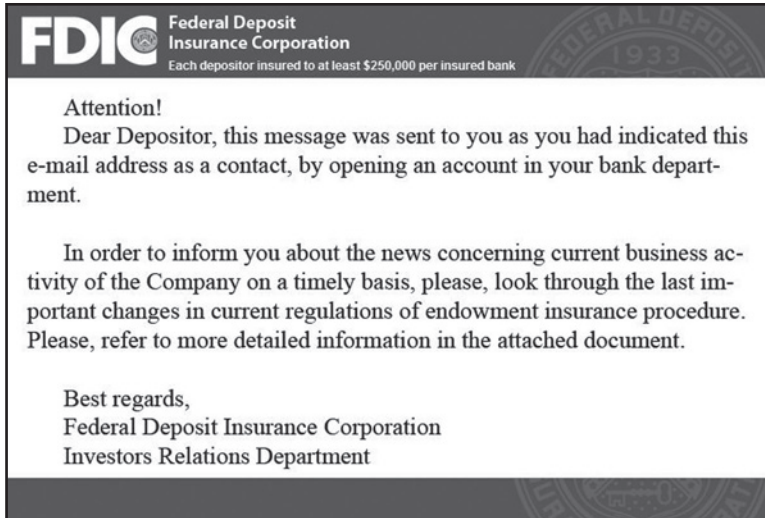 FDIC
Federal Deposit
Insurance Corporation
Each depositor insured to at least $250,000 per insured bank
FEDERAL DEPOSIT
1933
Attention!
Dear Depositor, this message was sent to you as you had indicated this
e-mail address as a contact, by opening an account in your bank depart-
ment.
In order to inform you about the news concerning current business ac-
tivity of the Company on a timely basis, please, look through the last im-
portant changes in current regulations of endowment insurance procedure.
Please, refer to more detailed information in the attached document.
Best regards,
Federal Deposit Insurance Corporation
Investors Relations Department